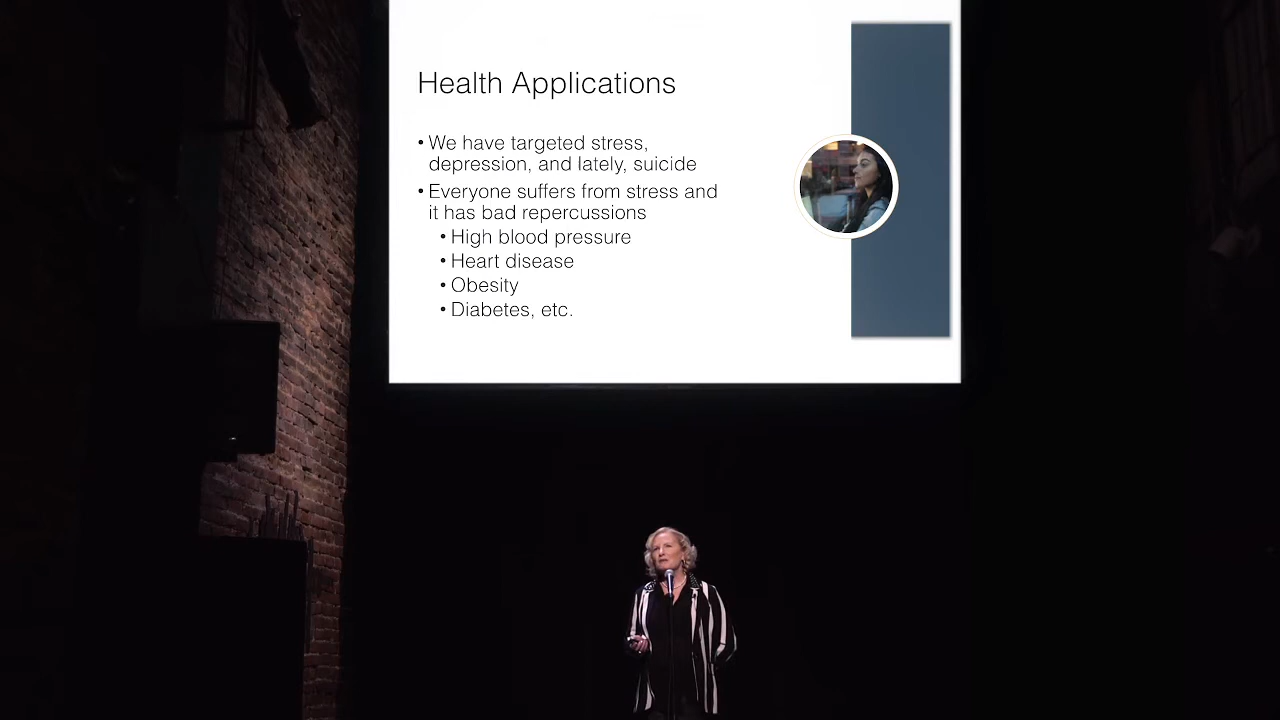 Health Applications
• We have targeted stress,
depression, and lately, suicide
• Everyone suffers from stress and
it has bad repercussions
• High blood pressure
• Heart disease
• Obesity
• Diabetes, etc.